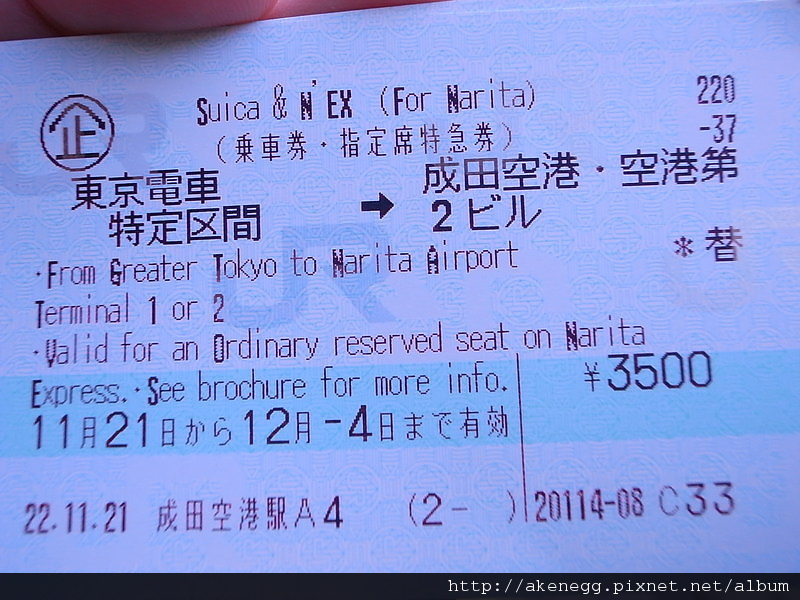 企 Suica & N'EX (For Narita) 220
(乗車券・指定席特急券) -37
東京電車 ➡ 成田空港・空港第
特定区間 2ビル
・From Greater Tokyo to Narita Airport ＊替
Terminal 1 or 2
・Valid for an Ordinary reserved seat on Narita
Express.・See brochure for more info. ¥3500
11月21日から12月-4日まで有効
22.11.21 成田空港駅A4 (2- ) 20114-08 C33
http://akenegg.pixnet.net/album